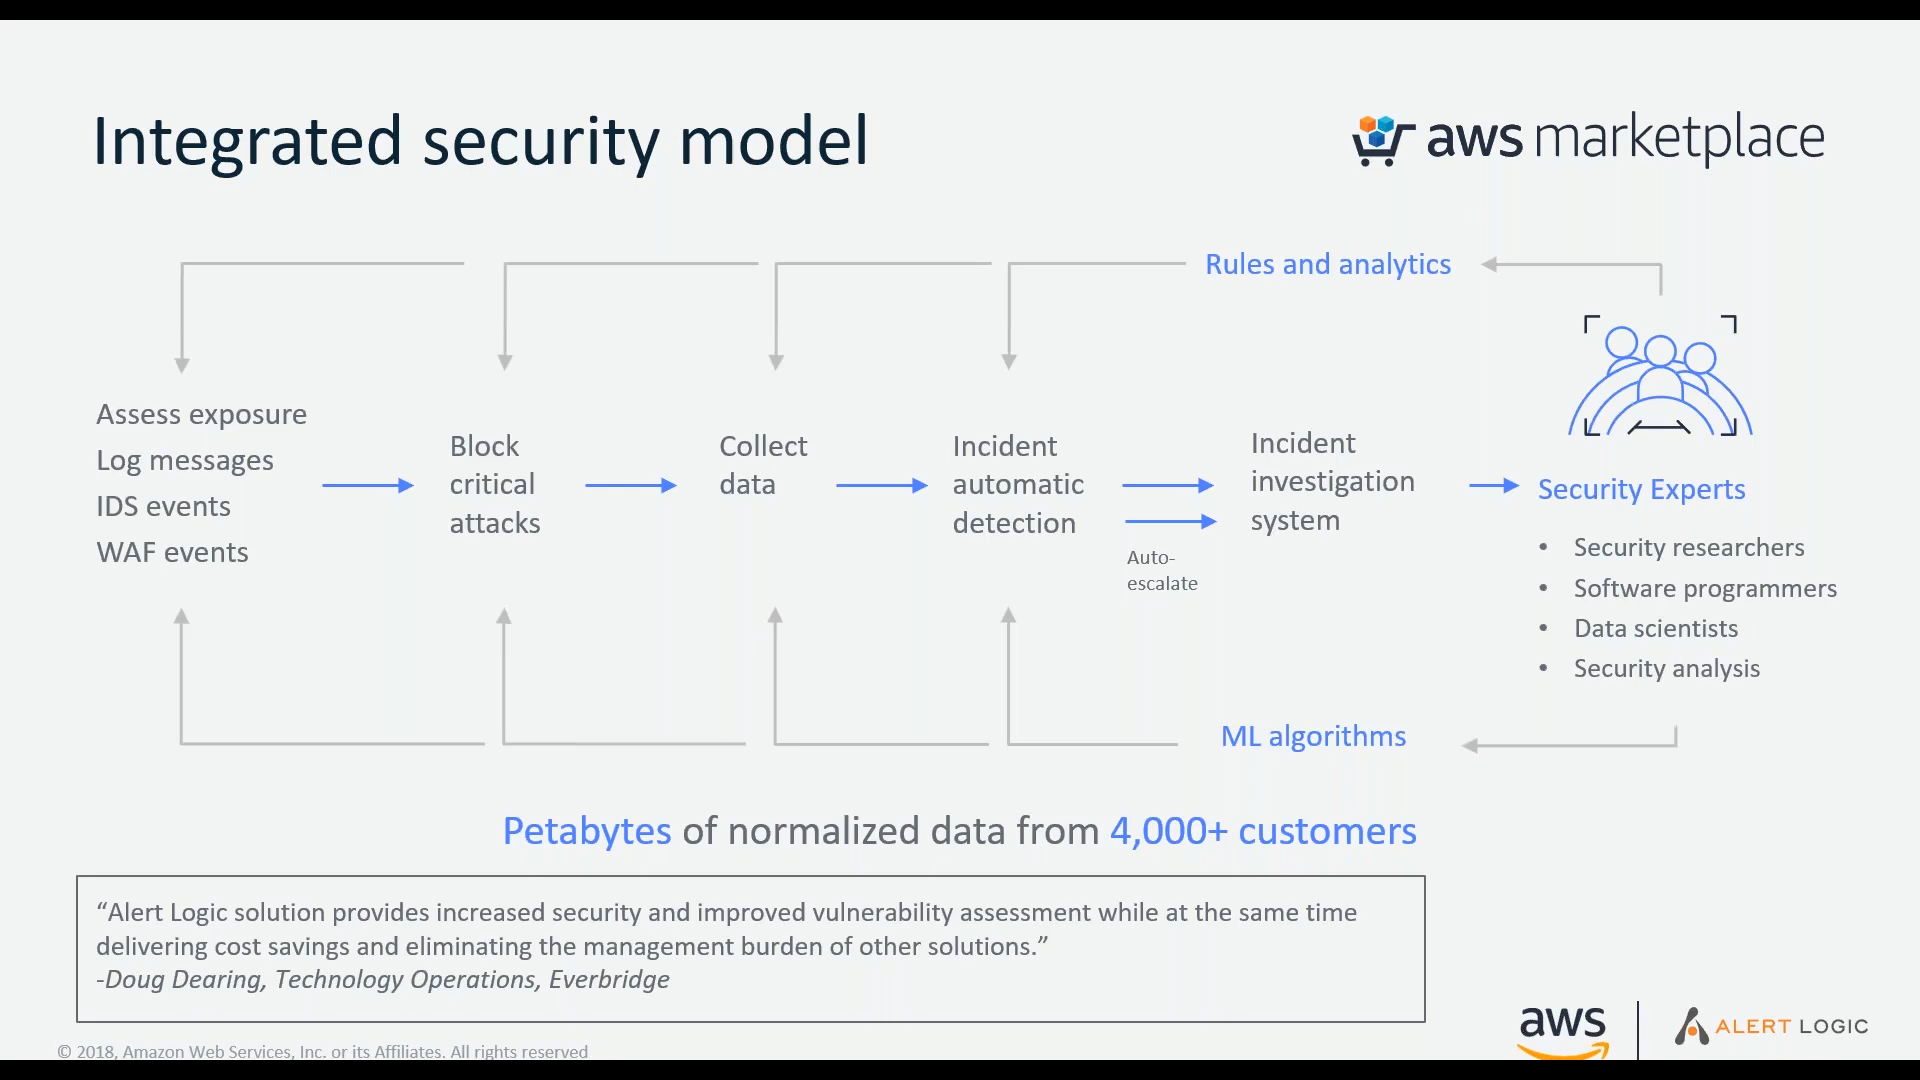 Integrated security model
aws marketplace
Rules and analytics
Assess exposure
Log messages
IDS events
WAF events
Block
critical
attacks
Collect
data
Incident
automatic
detection
Auto-
escalate
Incident
investigation
system
Security Experts
• Security researchers
• Software programmers
• Data scientists
• Security analysis
ML algorithms
Petabytes of normalized data from 4,000+ customers
“Alert Logic solution provides increased security and improved vulnerability assessment while at the same time
delivering cost savings and eliminating the management burden of other solutions.”
-Doug Dearing, Technology Operations, Everbridge
© 2018, Amazon Web Services, Inc. or its Affiliates. All rights reserved
aws
ALERT LOGIC